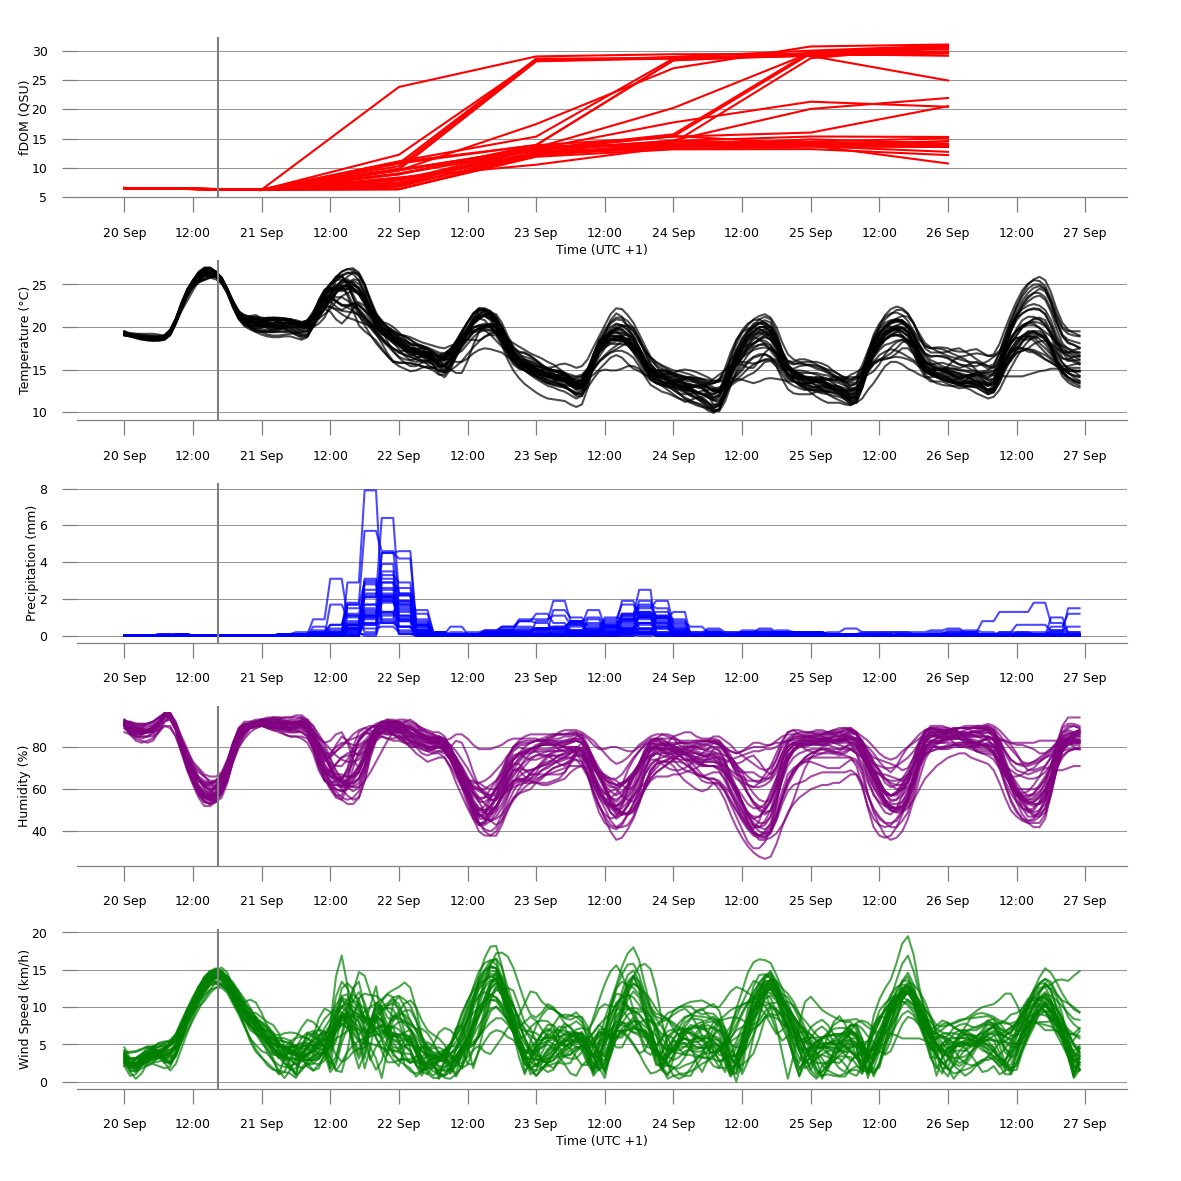 30
25
20
15
10
5
fDOM (QSU)
20 Sep 12:00 21 Sep 12:00 22 Sep 12:00 23 Sep 12:00 24 Sep 12:00 25 Sep 12:00 26 Sep 12:00 27 Sep
Time (UTC +1)
25
20
15
10
Temperature (°C)
20 Sep 12:00 21 Sep 12:00 22 Sep 12:00 23 Sep 12:00 24 Sep 12:00 25 Sep 12:00 26 Sep 12:00 27 Sep
8
6
4
2
0
Precipitation (mm)
20 Sep 12:00 21 Sep 12:00 22 Sep 12:00 23 Sep 12:00 24 Sep 12:00 25 Sep 12:00 26 Sep 12:00 27 Sep
80
60
40
Humidity (%)
20 Sep 12:00 21 Sep 12:00 22 Sep 12:00 23 Sep 12:00 24 Sep 12:00 25 Sep 12:00 26 Sep 12:00 27 Sep
20
15
10
5
0
Wind Speed (km/h)
20 Sep 12:00 21 Sep 12:00 22 Sep 12:00 23 Sep 12:00 24 Sep 12:00 25 Sep 12:00 26 Sep 12:00 27 Sep
Time (UTC +1)